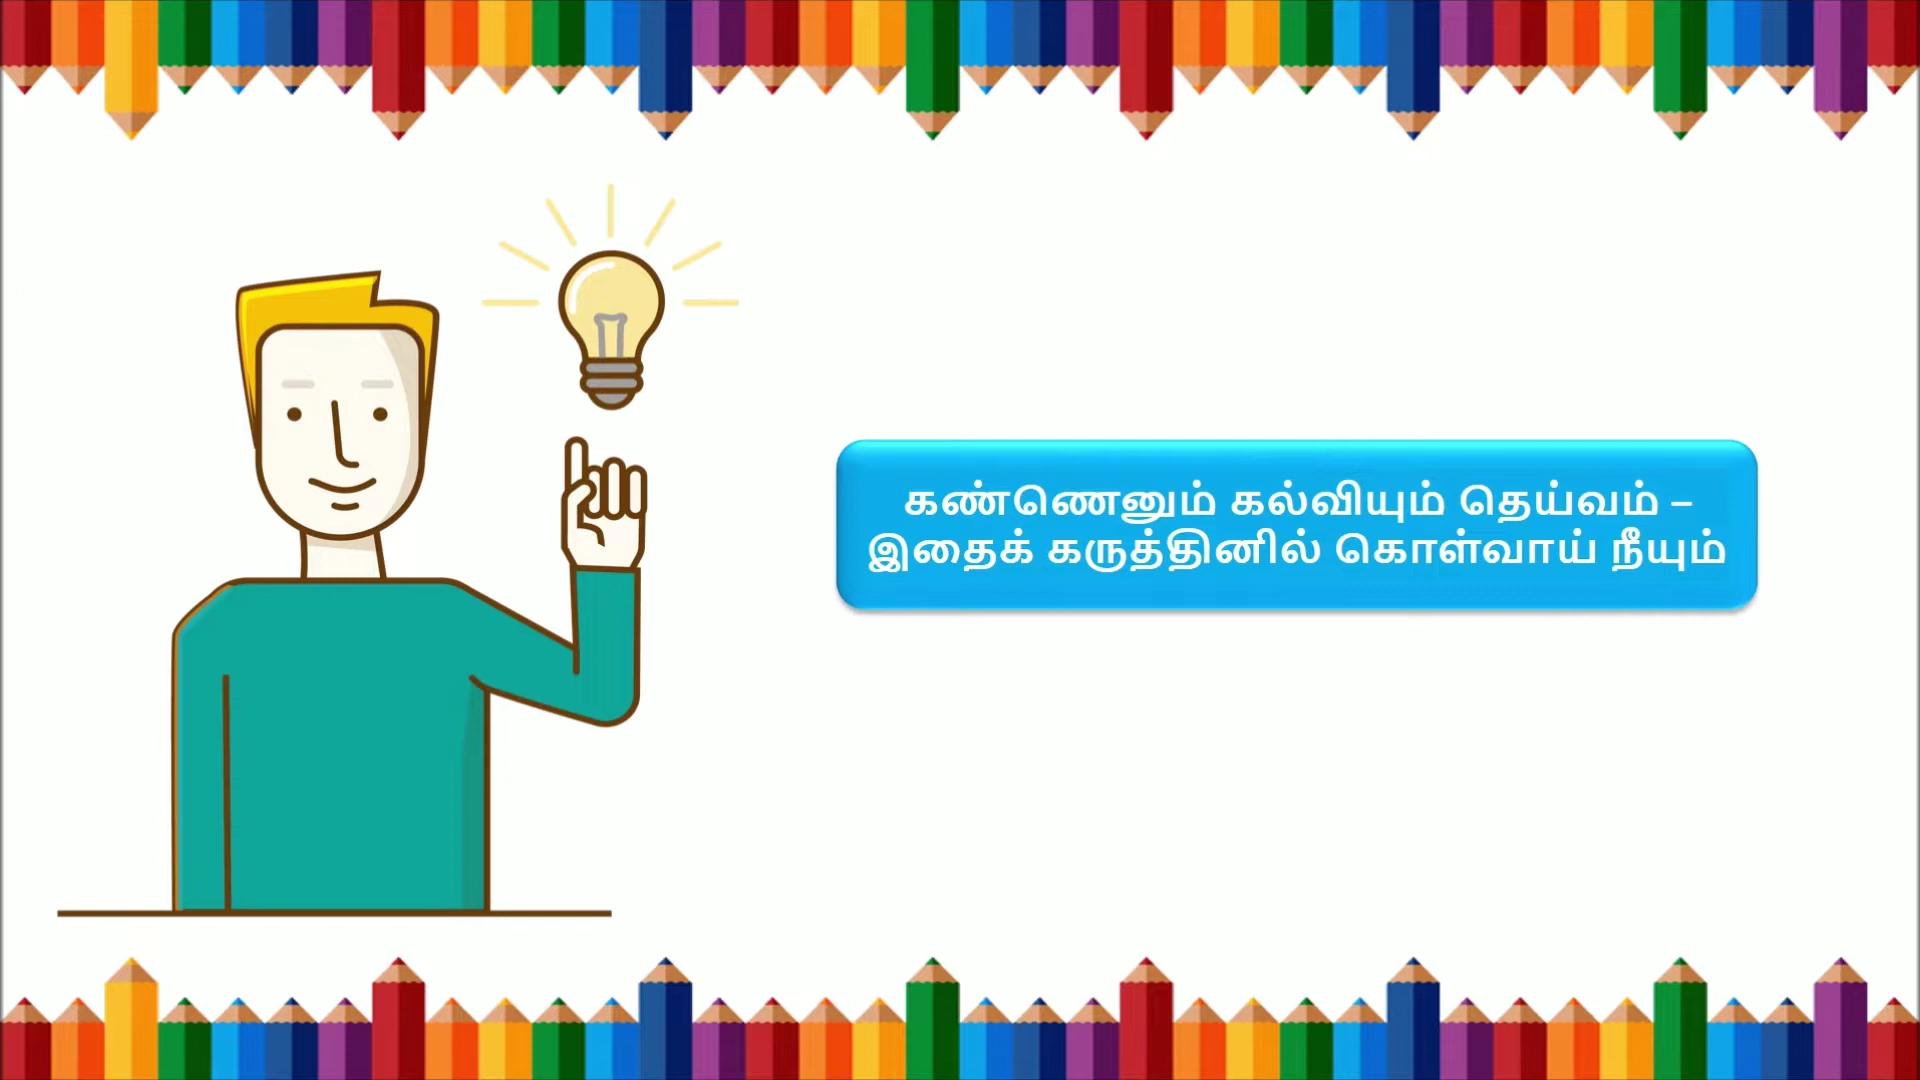 கண்ணெனும் கல்வியும் தெய்வம் –
இதைக் கருத்தினில் கொள்வாய் நீயும்